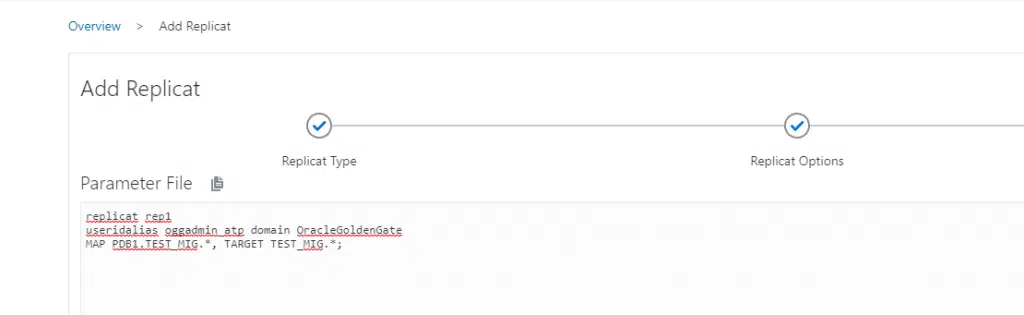 Overview > Add Replicat
Add Replicat
Replicat Type
Replicat Options
Parameter File
replicat rep1
useridalias oggadmin_atp domain OracleGoldenGate
MAP PDB1.TEST_MIG.*, TARGET TEST_MIG.*;